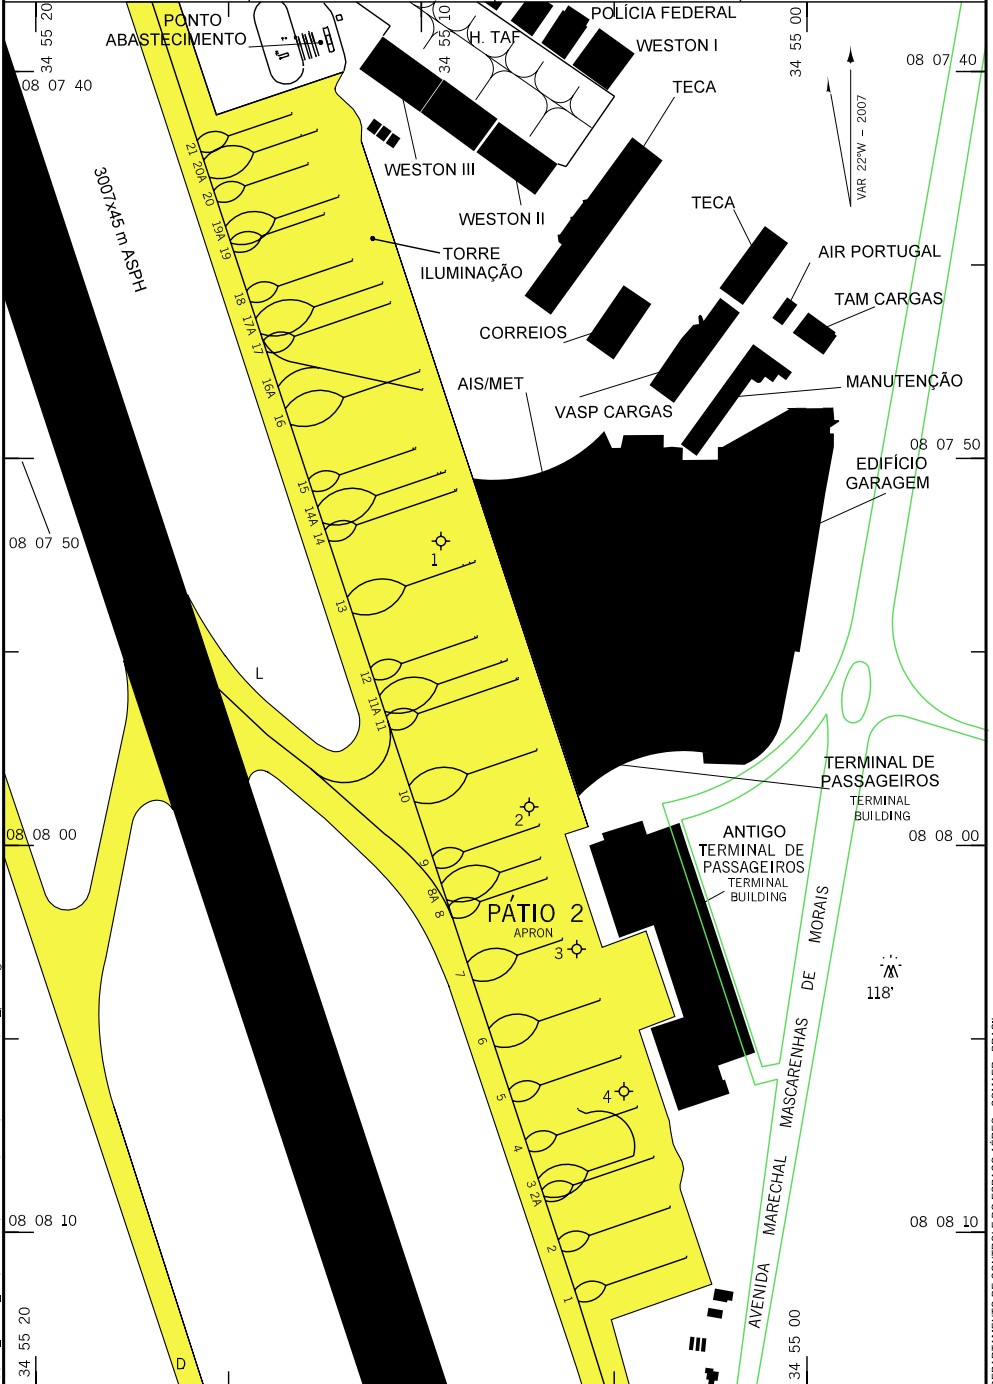 34 55 20
34 55 10
34 55 00
PONTO
ABASTECIMENTO
H. TAF
POLÍCIA FEDERAL
WESTON I
08 07 40
08 07 40
TECA
VAR 22°W - 2007
3007x45 m ASPH
WESTON III
WESTON II
TORRE
ILUMINAÇÃO
TECA
AIR PORTUGAL
TAM CARGAS
CORREIOS
AIS/MET
VASP CARGAS
MANUTENÇÃO
08 07 50
08 07 50
EDIFÍCIO
GARAGEM
21
20A
20
19A
19
18
17A
17
16A
16
15
14A
14
13
12
11A
11
10
9
8A
8
7
6
5
4
3
2A
2
1
1
2
3
4
L
TERMINAL DE
PASSAGEIROS
TERMINAL
BUILDING
08 08 00
08 08 00
ANTIGO
TERMINAL DE
PASSAGEIROS
TERMINAL
BUILDING
PÁTIO 2
APRON
118'
AVENIDA MARECHAL MASCARENHAS DE MORAIS
08 08 10
08 08 10
D
34 55 20
34 55 00